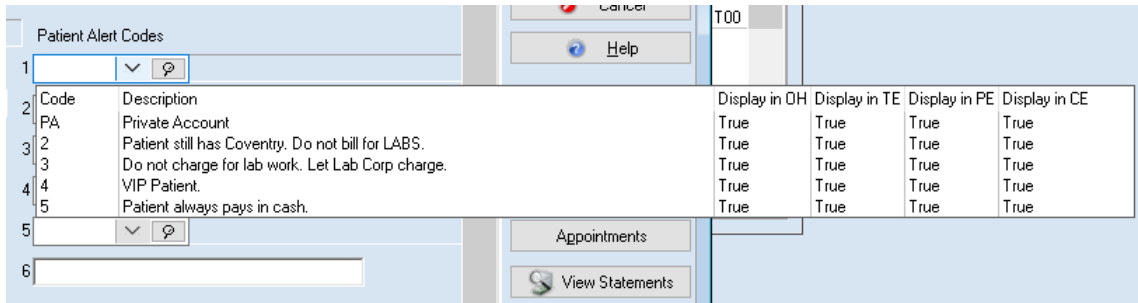 Cancel
T00
Patient Alert Codes
Help
1
Code Description Display in OH Display in TE Display in PE Display in CE
2
PA Private Account True True True True
2 Patient still has Coventry. Do not bill for LABS. True True True True
3
3 Do not charge for lab work. Let Lab Corp charge. True True True True
4
4 VIP Patient. True True True True
5 Patient always pays in cash. True True True True
5
Appointments
6
View Statements